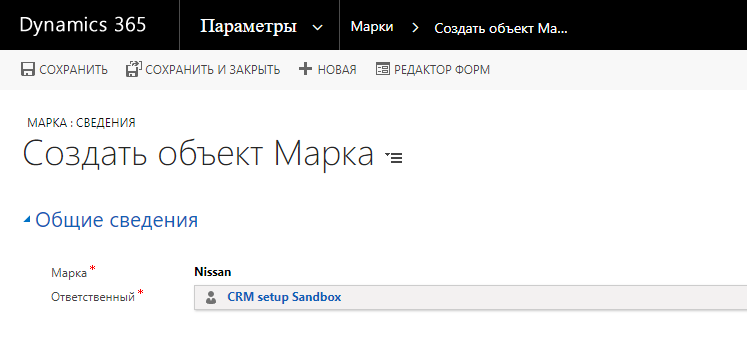 Dynamics 365 Параметры Марки Создать объект Ма...
СОХРАНИТЬ СОХРАНИТЬ И ЗАКРЫТЬ НОВАЯ РЕДАКТОР ФОРМ
МАРКА : СВЕДЕНИЯ
Создать объект Марка
Общие сведения
Марка* Nissan
Ответственный* CRM setup Sandbox